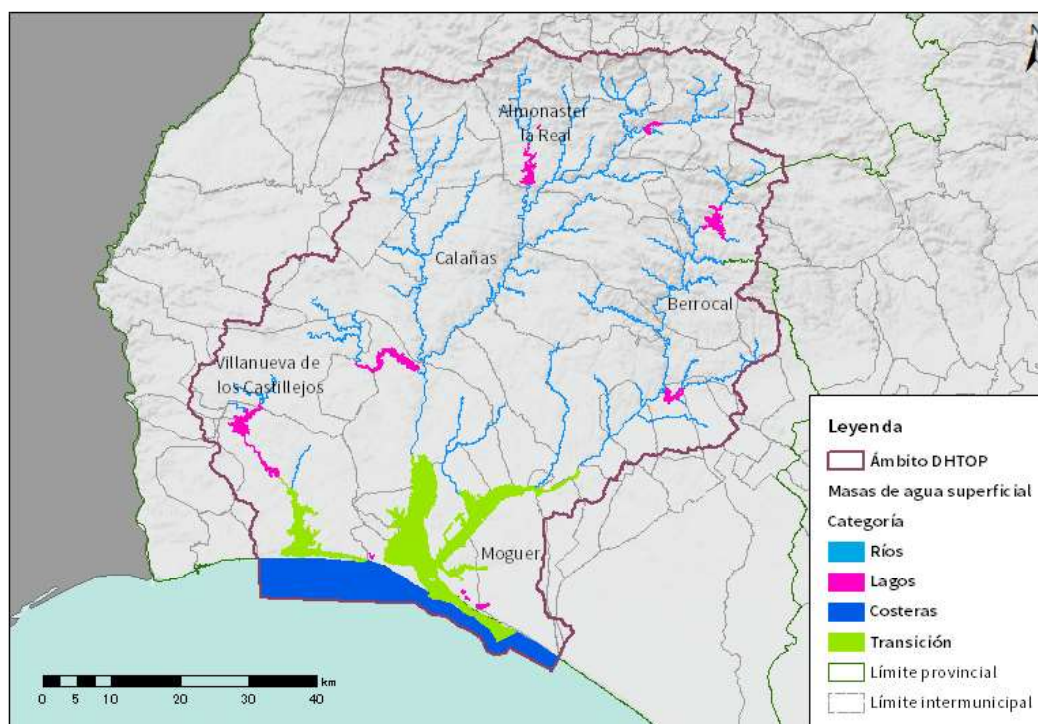 N
Almonaster
la Real
Calañas
Berrocal
Villanueva de
los Castillejos
Moguer
Leyenda
Ámbito DHTOP
Masas de agua superficial
Categoría
Ríos
Lagos
Costeras
Transición
Límite provincial
Límite intermunicipal
km
0 5 10 20 30 40